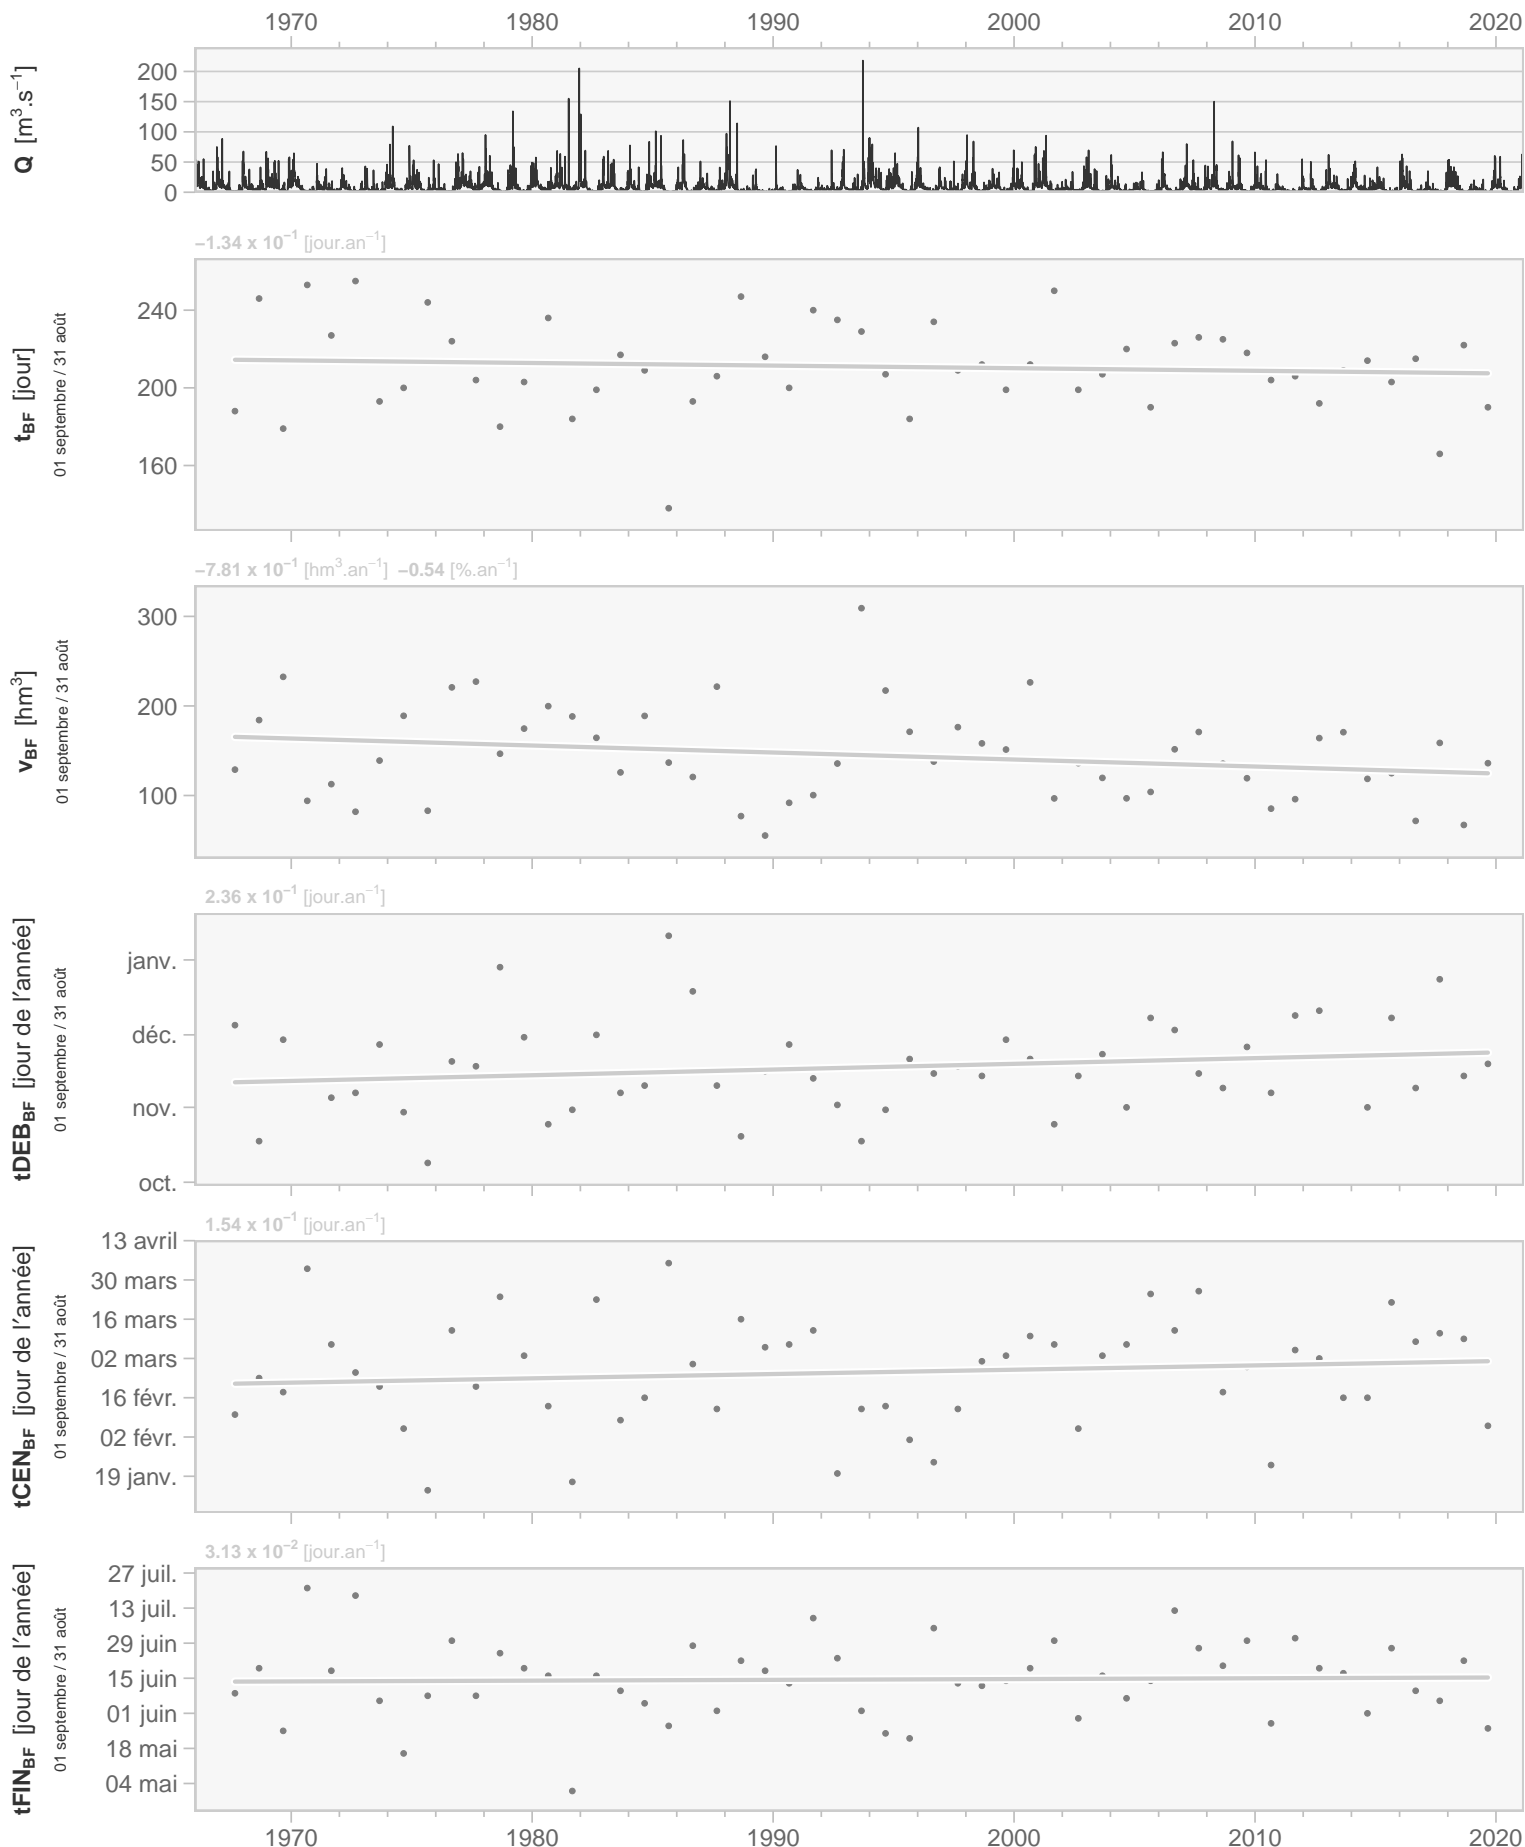 1970 1980 1990 2000 2010 2020
Q [m³.s⁻¹]
200
150
100
50
0
−1.34 x 10⁻¹ [jour.an⁻¹]
t_BF [jour]
01 septembre / 31 août
240
200
160
−7.81 x 10⁻¹ [hm³.an⁻¹] −0.54 [%.an⁻¹]
v_BF [hm³]
01 septembre / 31 août
300
200
100
2.36 x 10⁻¹ [jour.an⁻¹]
tDEB_BF [jour de l'année]
01 septembre / 31 août
janv.
déc.
nov.
oct.
1.54 x 10⁻¹ [jour.an⁻¹]
tCEN_BF [jour de l'année]
01 septembre / 31 août
13 avril
30 mars
16 mars
02 mars
16 févr.
02 févr.
19 janv.
3.13 x 10⁻² [jour.an⁻¹]
tFIN_BF [jour de l'année]
01 septembre / 31 août
27 juil.
13 juil.
29 juin
15 juin
01 juin
18 mai
04 mai
1970 1980 1990 2000 2010 2020